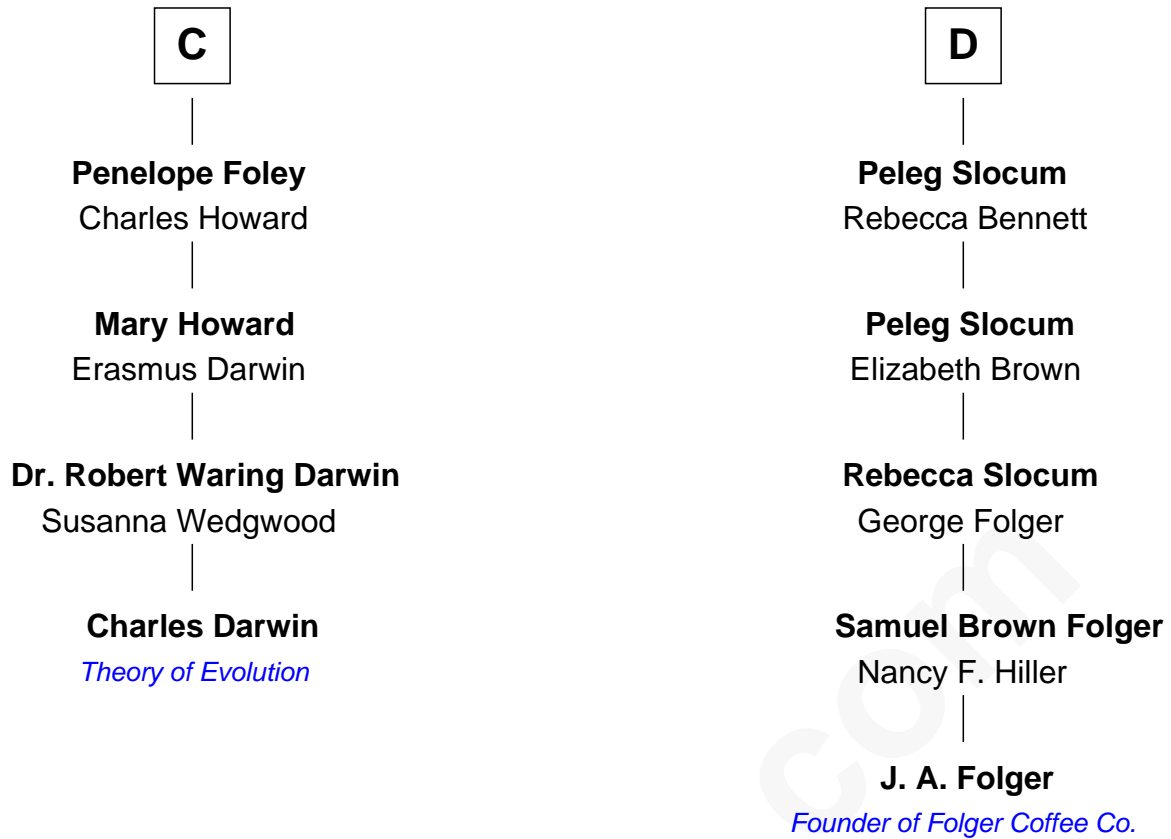 C
Penelope Foley
Charles Howard
Mary Howard
Erasmus Darwin
Dr. Robert Waring Darwin
Susanna Wedgwood
Charles Darwin
Theory of Evolution
D
Peleg Slocum
Rebecca Bennett
Peleg Slocum
Elizabeth Brown
Rebecca Slocum
George Folger
Samuel Brown Folger
Nancy F. Hiller
J. A. Folger
Founder of Folger Coffee Co.
com